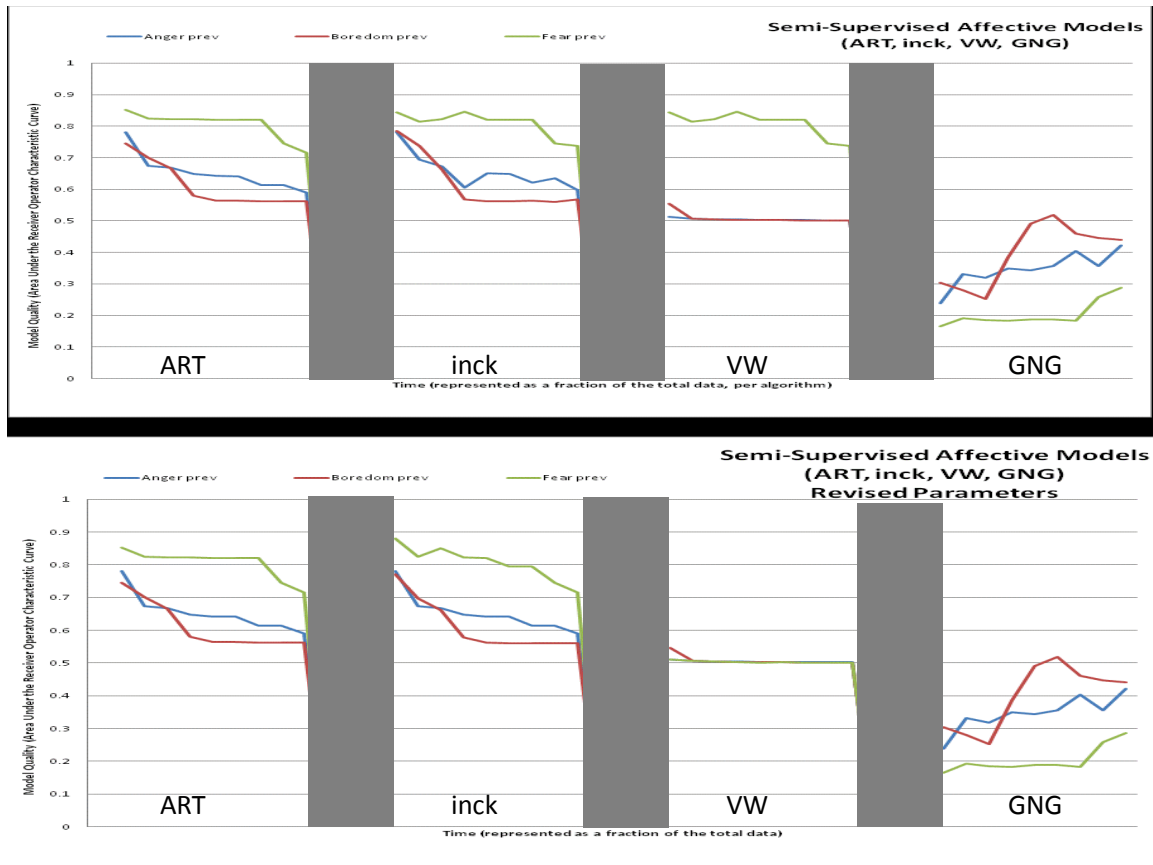 Semi-Supervised Affective Models
(ART, inck, VW, GNG)
Anger prev
Boredom prev
Fear prev
Model Quality (Area Under the Receiver Operator Characteristic Curve)
1
0.9
0.8
0.7
0.6
0.5
0.4
0.3
0.2
0.1
0
ART
inck
VW
GNG
Time (represented as a fraction of the total data, per algorithm)
Semi-Supervised Affective Models
(ART, inck, VW, GNG)
Revised Parameters
Anger prev
Boredom prev
Fear prev
Model Quality (Area Under the Receiver Operator Characteristic Curve)
1
0.9
0.8
0.7
0.6
0.5
0.4
0.3
0.2
0.1
0
ART
inck
VW
GNG
Time (represented as a fraction of the total data)